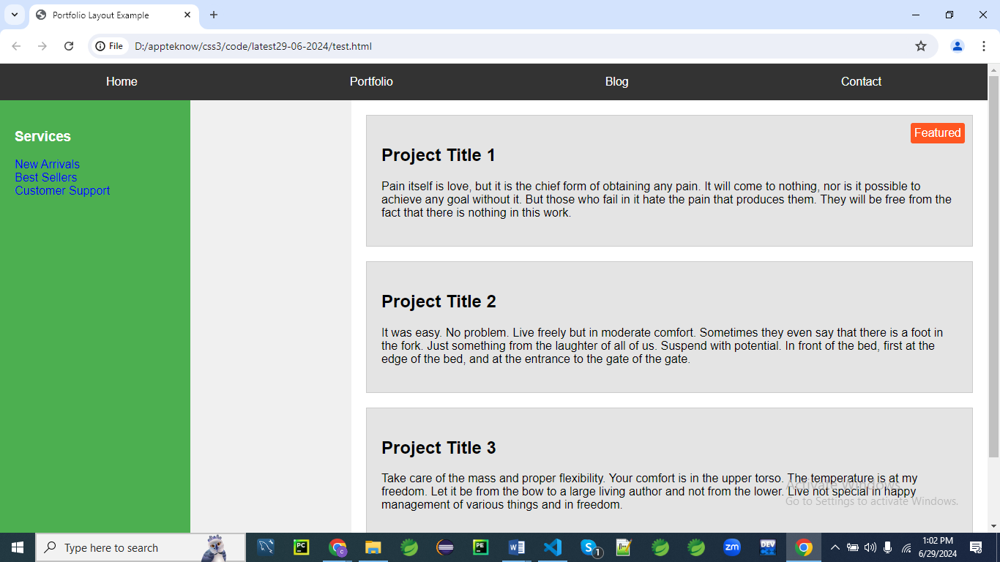 Portfolio Layout Example
File
D:/appteknow/css3/code/latest29-06-2024/test.html
Home
Portfolio
Blog
Contact
Services
New Arrivals
Best Sellers
Customer Support
Featured
Project Title 1
Pain itself is love, but it is the chief form of obtaining any pain. It will come to nothing, nor is it possible to
achieve any goal without it. But those who fail in it hate the pain that produces them. They will be free from the
fact that there is nothing in this work.
Project Title 2
It was easy. No problem. Live freely but in moderate comfort. Sometimes they even say that there is a foot in
the fork. Just something from the laughter of all of us. Suspend with potential. In front of the bed, first at the
edge of the bed, and at the entrance to the gate of the gate.
Project Title 3
Take care of the mass and proper flexibility. Your comfort is in the upper torso. The temperature is at my
freedom. Let it be from the bow to a large living author and not from the lower. Live not special in happy
management of various things and in freedom.
Activate Windows
Go to Settings to activate Windows.
Type here to search
PC
C
PE
W
S
1
zm
DEV
1:02 PM
6/29/2024